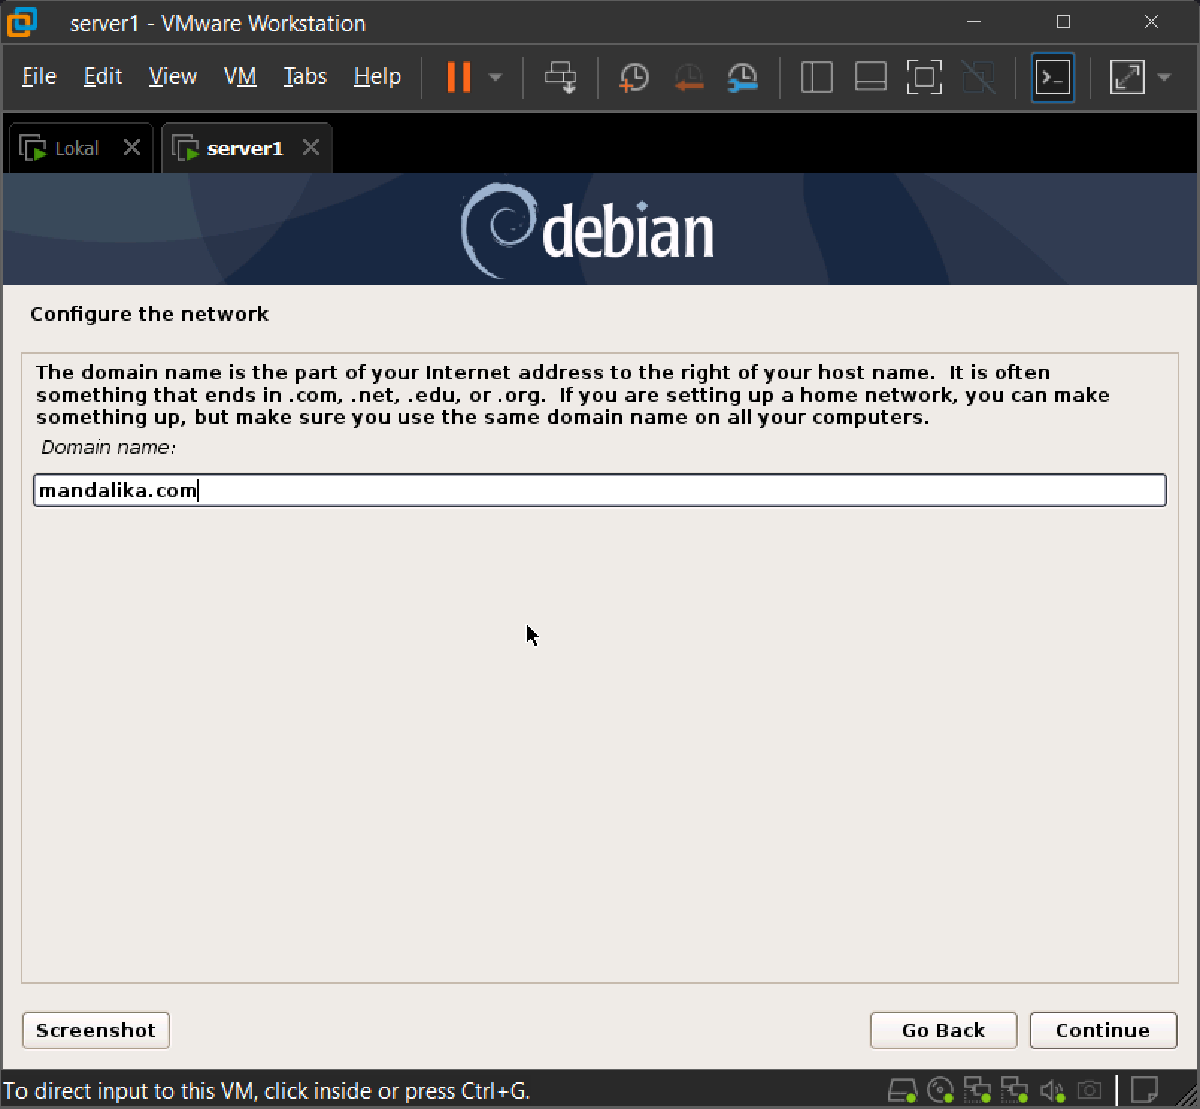 server1 - VMware Workstation
File Edit View VM Tabs Help
Lokal server1
debian
Configure the network
The domain name is the part of your Internet address to the right of your host name.  It is often
something that ends in .com, .net, .edu, or .org.  If you are setting up a home network, you can make
something up, but make sure you use the same domain name on all your computers.
Domain name:
mandalika.com
Screenshot Go Back Continue
To direct input to this VM, click inside or press Ctrl+G.